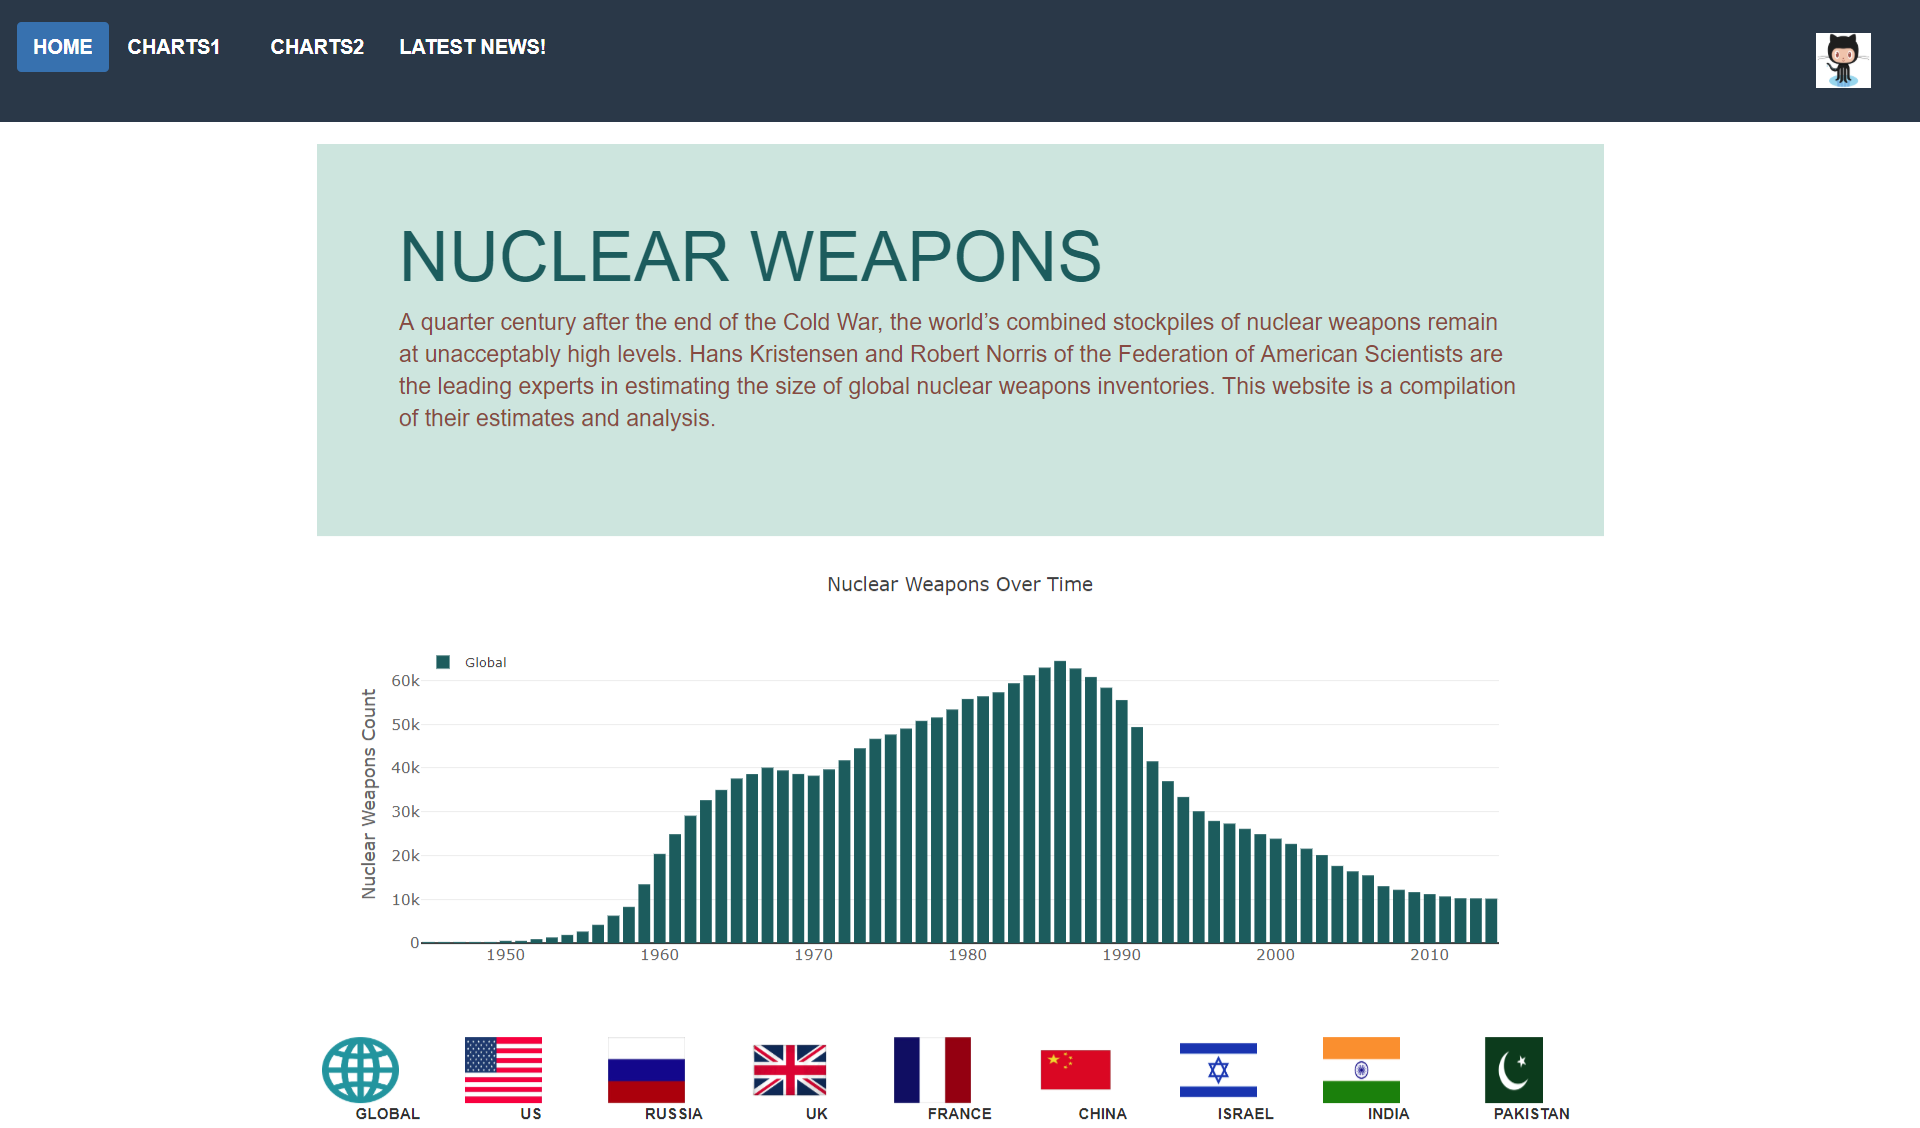 HOME CHARTS1 CHARTS2 LATEST NEWS!
NUCLEAR WEAPONS
A quarter century after the end of the Cold War, the world’s combined stockpiles of nuclear weapons remain
at unacceptably high levels. Hans Kristensen and Robert Norris of the Federation of American Scientists are
the leading experts in estimating the size of global nuclear weapons inventories. This website is a compilation
of their estimates and analysis.
Nuclear Weapons Over Time
Global
Nuclear Weapons Count
60k
50k
40k
30k
20k
10k
0
1950 1960 1970 1980 1990 2000 2010
GLOBAL US RUSSIA UK FRANCE CHINA ISRAEL INDIA PAKISTAN